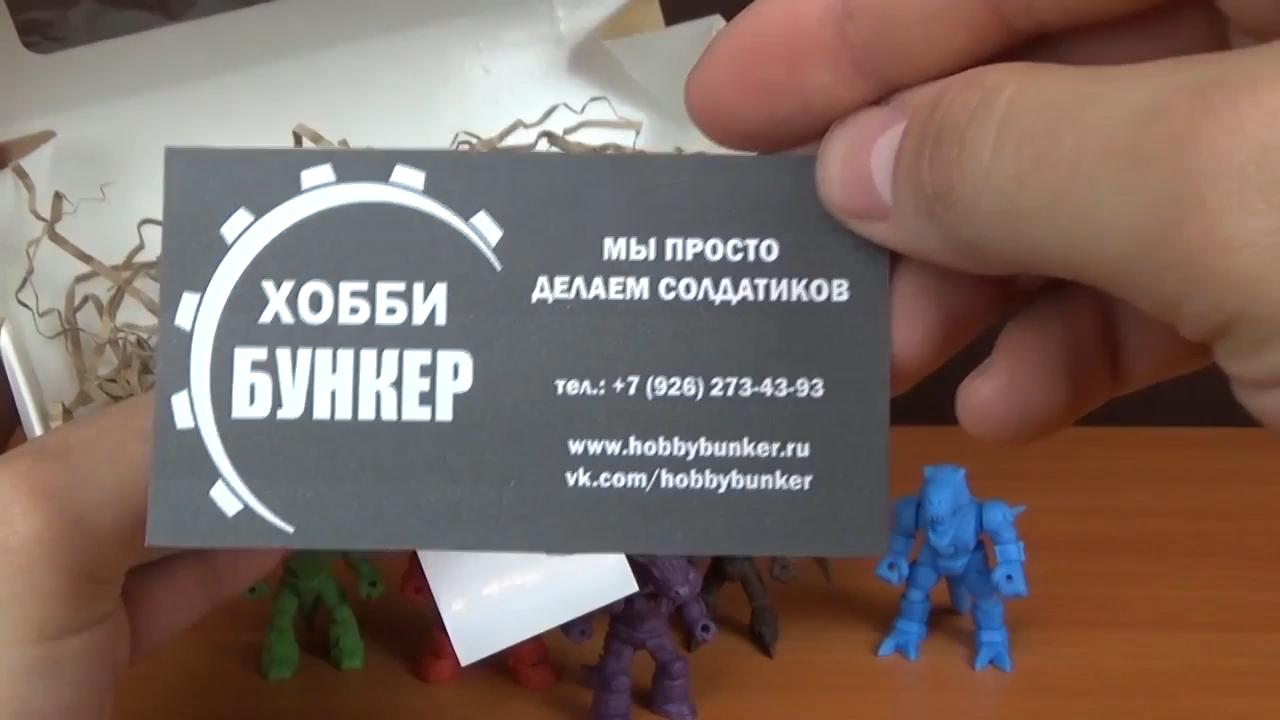 ХОББИ
БУНКЕР
МЫ ПРОСТО
ДЕЛАЕМ СОЛДАТИКОВ
тел.: +7 (926) 273-43-93
www.hobbybunker.ru
vk.com/hobbybunker